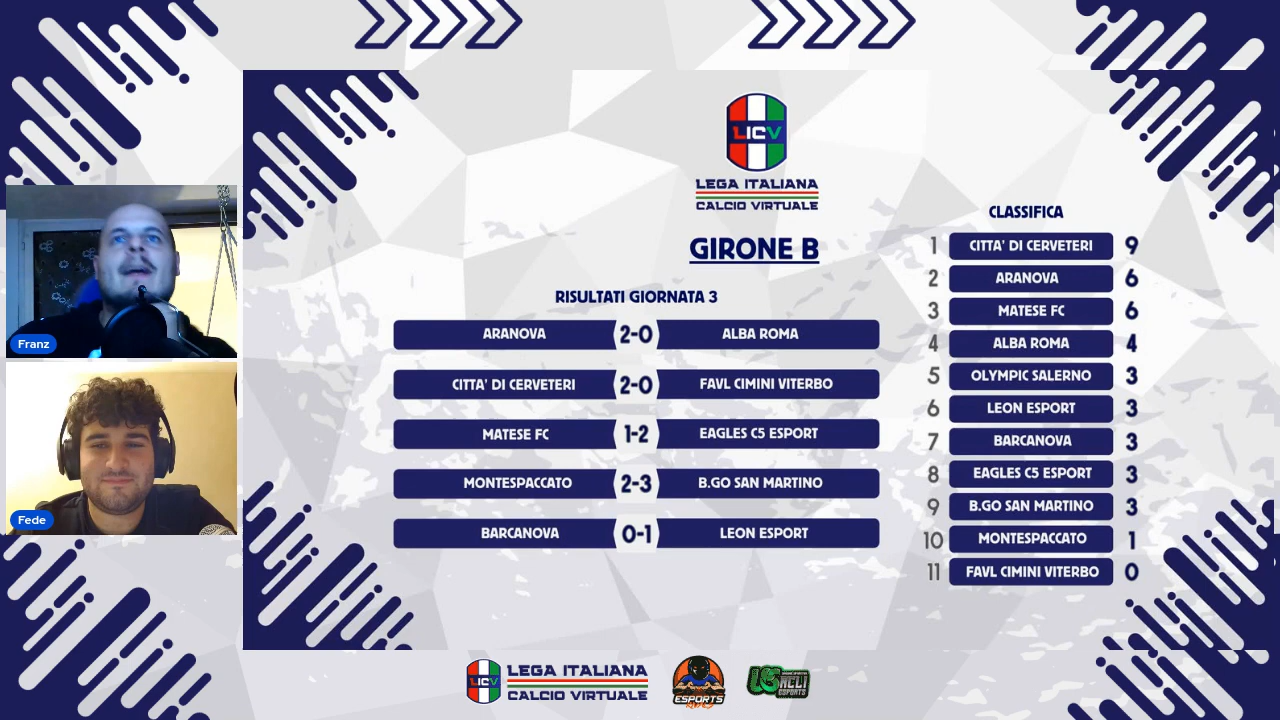 LICV
LEGA ITALIANA
CALCIO VIRTUALE
GIRONE B
RISULTATI GIORNATA 3
ARANOVA 2-0 ALBA ROMA
CITTA' DI CERVETERI 2-0 FAVL CIMINI VITERBO
MATESE FC 1-2 EAGLES C5 ESPORT
MONTESPACCATO 2-3 B.GO SAN MARTINO
BARCANOVA 0-1 LEON ESPORT
CLASSIFICA
1 CITTA' DI CERVETERI 9
2 ARANOVA 6
3 MATESE FC 6
4 ALBA ROMA 4
5 OLYMPIC SALERNO 3
6 LEON ESPORT 3
7 BARCANOVA 3
8 EAGLES C5 ESPORT 3
9 B.GO SAN MARTINO 3
10 MONTESPACCATO 1
11 FAVL CIMINI VITERBO 0
Franz
Fede
LICV
LEGA ITALIANA
CALCIO VIRTUALE
ESPORTS
ESPORTS